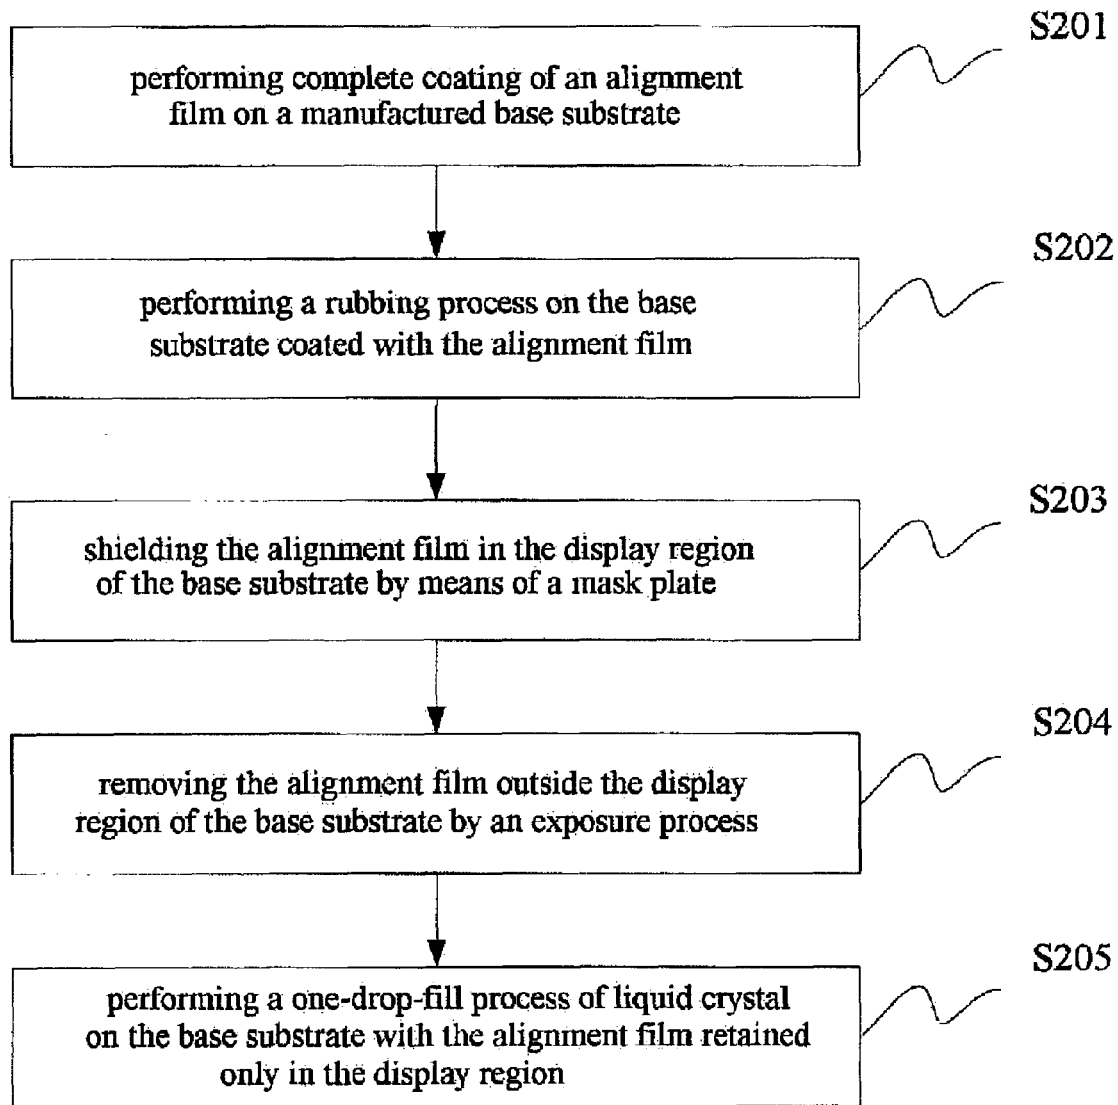 S201
performing complete coating of an alignment
film on a manufactured base substrate
S202
performing a rubbing process on the base
substrate coated with the alignment film
S203
shielding the alignment film in the display region
of the base substrate by means of a mask plate
S204
removing the alignment film outside the display
region of the base substrate by an exposure process
S205
performing a one-drop-fill process of liquid crystal
on the base substrate with the alignment film retained
only in the display region